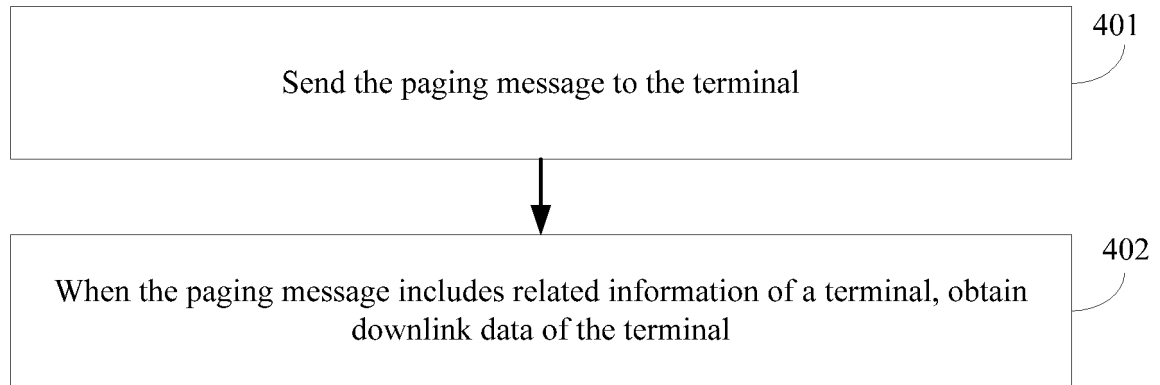 401
Send the paging message to the terminal
402
When the paging message includes related information of a terminal, obtain
downlink data of the terminal